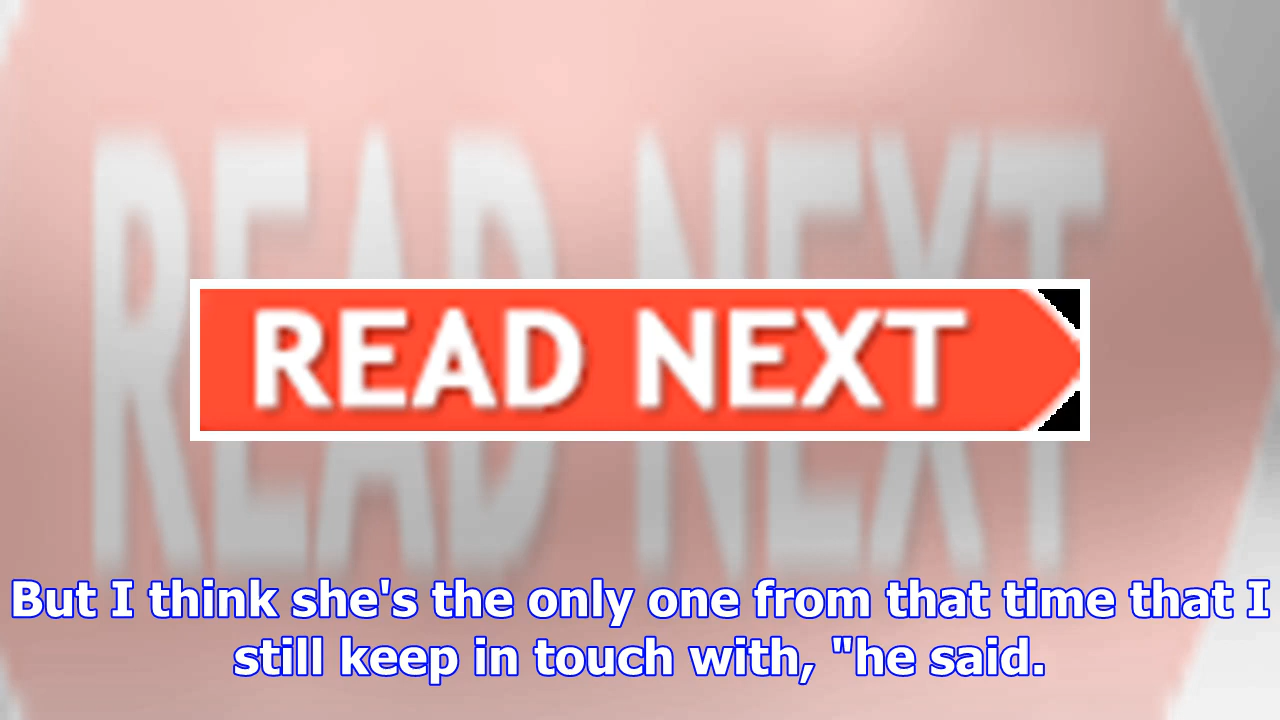 READ NEXT
READ NEXT
But I think she's the only one from that time that I
still keep in touch with, "he said.